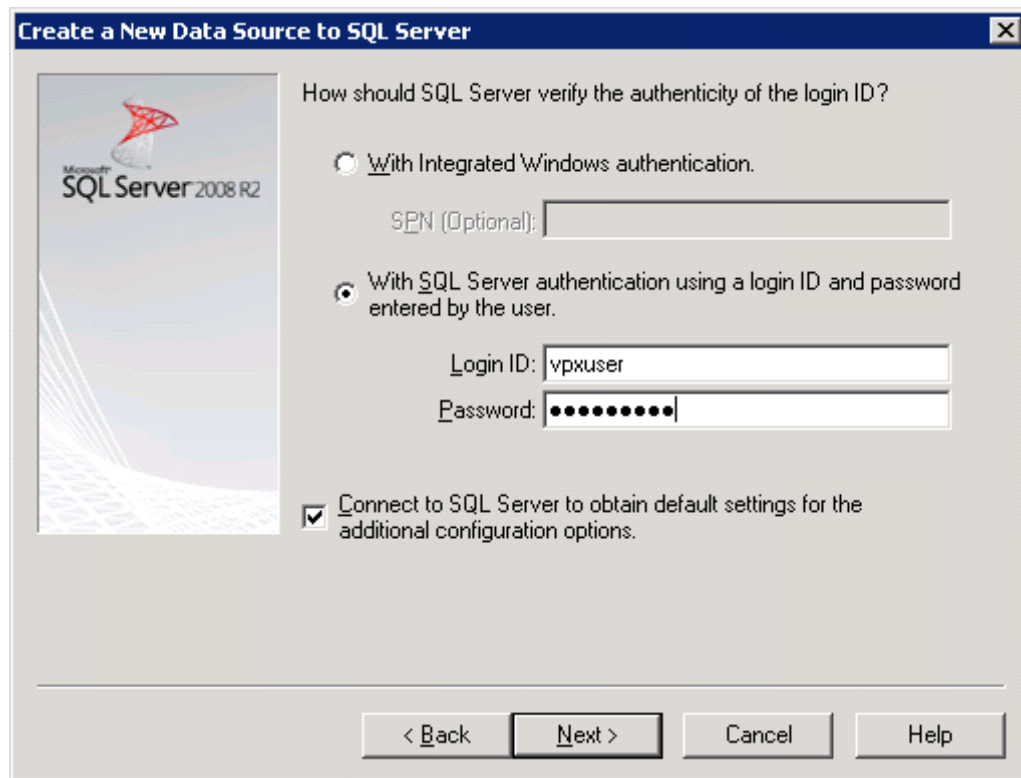 Create a New Data Source to SQL Server
How should SQL Server verify the authenticity of the login ID?
Microsoft
SQL Server 2008 R2
With Integrated Windows authentication.
SPN (Optional):
With SQL Server authentication using a login ID and password
entered by the user.
Login ID: vpxuser
Password: ●●●●●●●●●
Connect to SQL Server to obtain default settings for the
additional configuration options.
< Back Next > Cancel Help